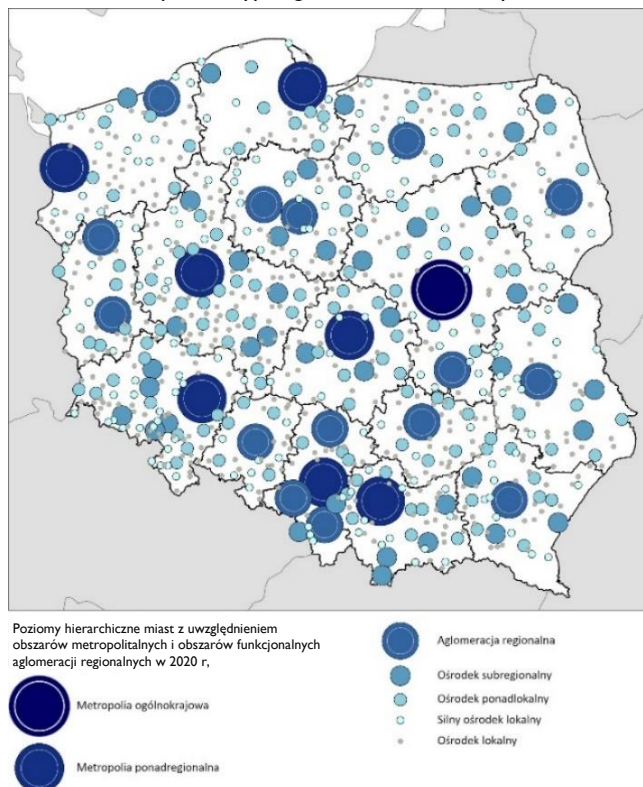 Poziomy hierarchiczne miast z uwzględnieniem
obszarów metropolitalnych i obszarów funkcjonalnych
aglomeracji regionalnych w 2020 r,
Metropolia ogólnokrajowa
Metropolia ponadregionalna
Aglomeracja regionalna
Ośrodek subregionalny
Ośrodek ponadlokalny
Silny ośrodek lokalny
Ośrodek lokalny